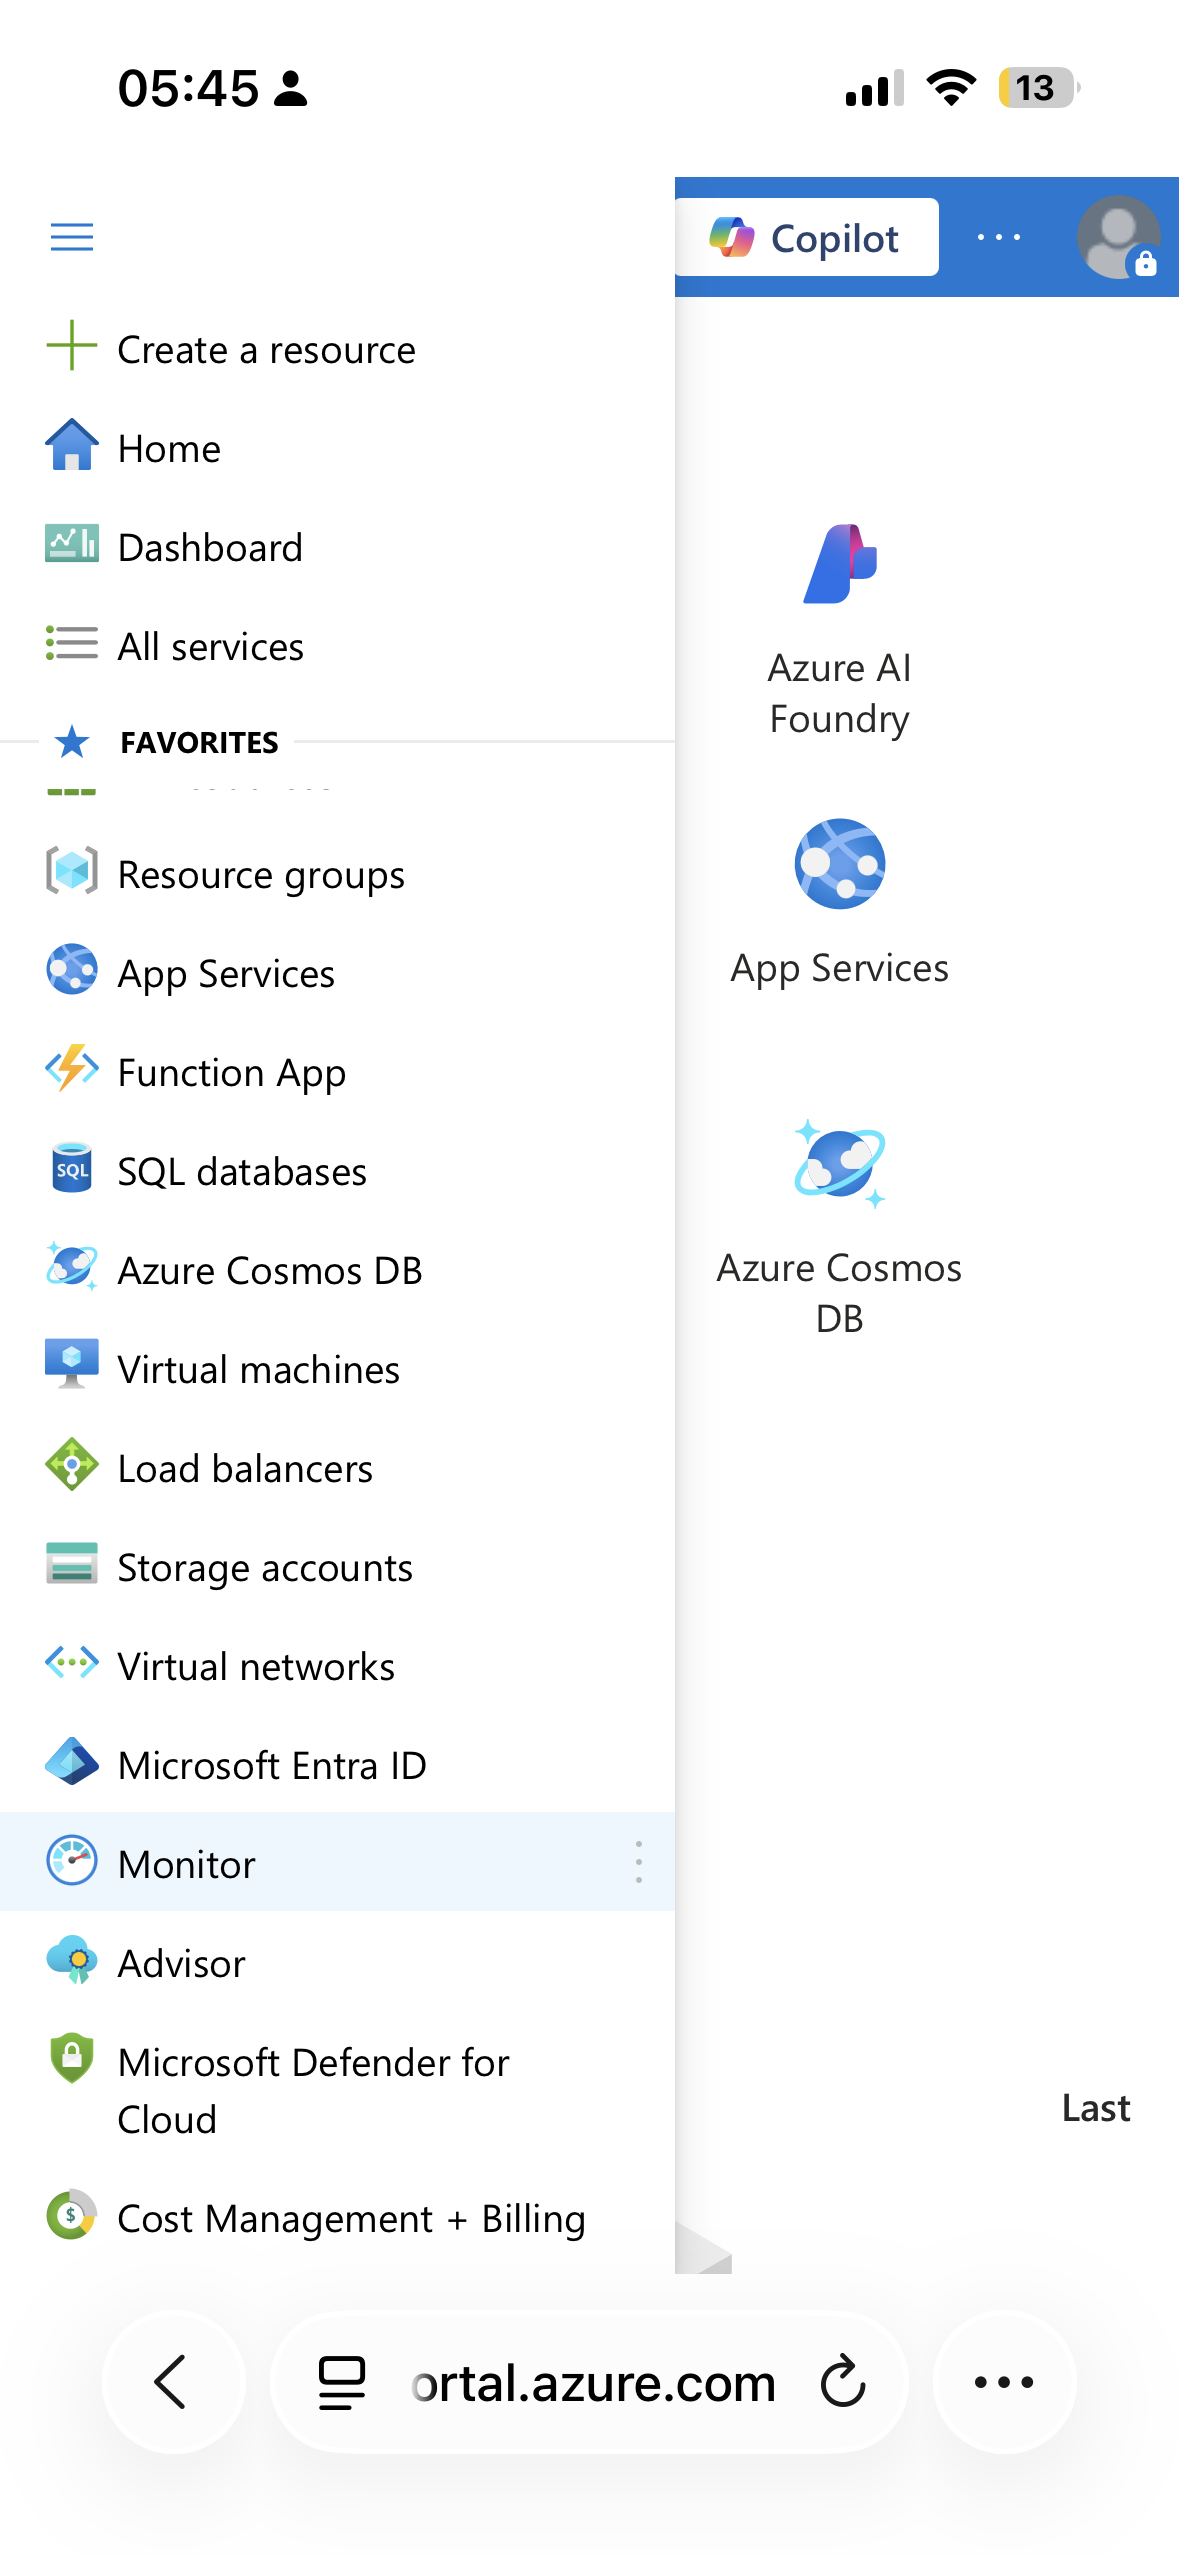 05:45
13
Copilot
Create a resource
Home
Dashboard
All services
FAVORITES
Resource groups
App Services
Function App
SQL
SQL databases
Azure Cosmos DB
Virtual machines
Load balancers
Storage accounts
Virtual networks
Microsoft Entra ID
Monitor
Advisor
Microsoft Defender for
Cloud
$
Cost Management + Billing
Azure AI
Foundry
App Services
Azure Cosmos
DB
Last
ortal.azure.com